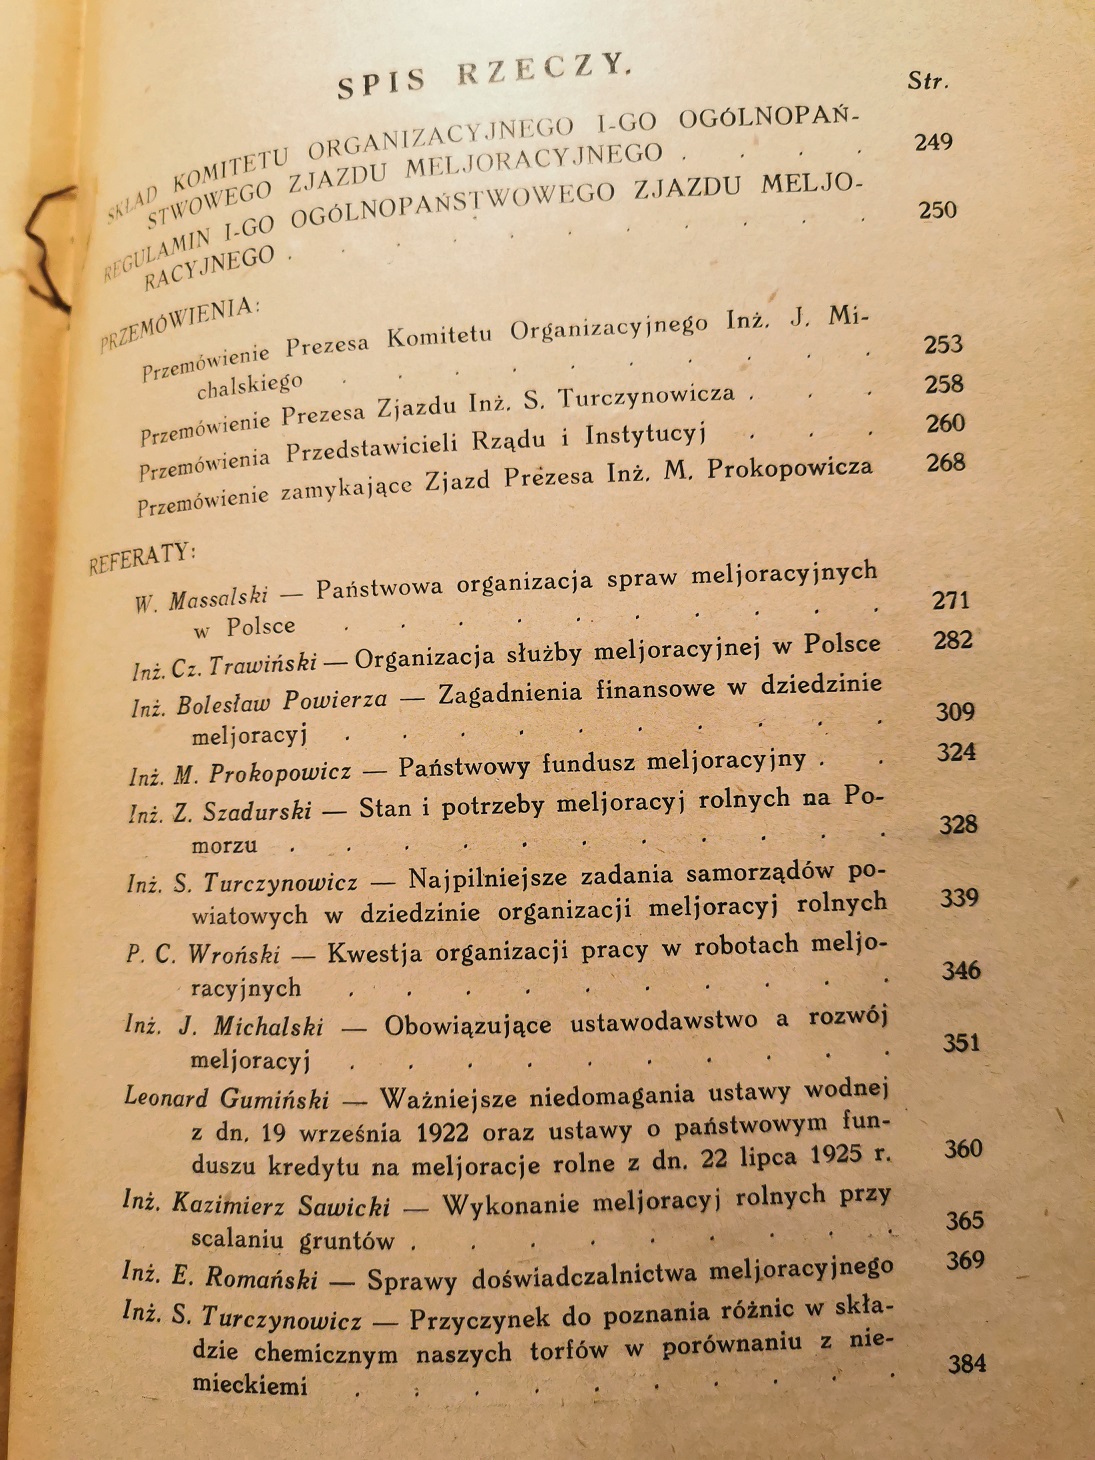 SPIS RZECZY.
Str.
SKŁAD KOMITETU ORGANIZACYJNEGO I-GO OGÓLNOPAŃ-
STWOWEGO ZJAZDU MELJORACYJNEGO . . . . 249
REGULAMIN I-GO OGÓLNOPAŃSTWOWEGO ZJAZDU MELJO-
RACYJNEGO . . . . . . . . . . . 250
PRZEMÓWIENIA:
Przemówienie Prezesa Komitetu Organizacyjnego Inż. J. Mi-
chalskiego . . . . . . . . . . 253
Przemówienie Prezesa Zjazdu Inż. S. Turczynowicza . . . 258
Przemówienia Przedstawicieli Rządu i Instytucyj . . . 260
Przemówienie zamykające Zjazd Prezesa Inż. M. Prokopowicza 268
REFERATY:
W. Massalski — Państwowa organizacja spraw meljoracyjnych
w Polsce . . . . . . . . . . 271
Inż. Cz. Trawiński — Organizacja służby meljoracyjnej w Polsce 282
Inż. Bolesław Powierza — Zagadnienia finansowe w dziedzinie
meljoracyj . . . . . . . . . . 309
Inż. M. Prokopowicz — Państwowy fundusz meljoracyjny . . 324
Inż. Z. Szadurski — Stan i potrzeby meljoracyj rolnych na Po-
morzu . . . . . . . . . . . 328
Inż. S. Turczynowicz — Najpilniejsze zadania samorządów po-
wiatowych w dziedzinie organizacji meljoracyj rolnych 339
P. C. Wroński — Kwestja organizacji pracy w robotach meljo-
racyjnych . . . . . . . . . . 346
Inż. J. Michalski — Obowiązujące ustawodawstwo a rozwój
meljoracyj . . . . . . . . . . 351
Leonard Gumiński — Ważniejsze niedomagania ustawy wodnej
z dn. 19 września 1922 oraz ustawy o państwowym fun-
duszu kredytu na meljoracje rolne z dn. 22 lipca 1925 r. 360
Inż. Kazimierz Sawicki — Wykonanie meljoracyj rolnych przy
scalaniu gruntów . . . . . . . . . 365
Inż. E. Romański — Sprawy doświadczalnictwa meljoracyjnego 369
Inż. S. Turczynowicz — Przyczynek do poznania różnic w skła-
dzie chemicznym naszych torfów w porównaniu z nie-
mieckiemi . . . . . . . . . . 384